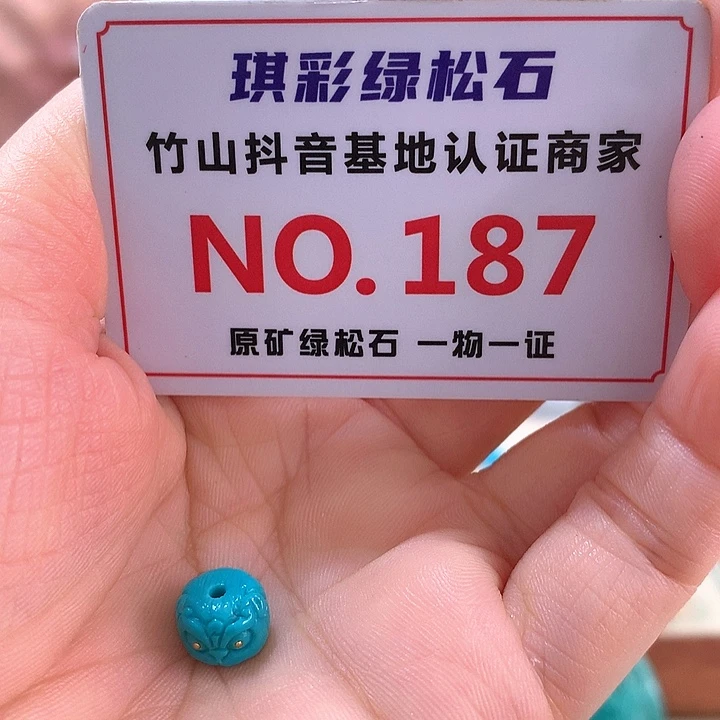 琪彩绿松石
竹山抖音基地认证商家
NO.187
原矿绿松石 一物一证